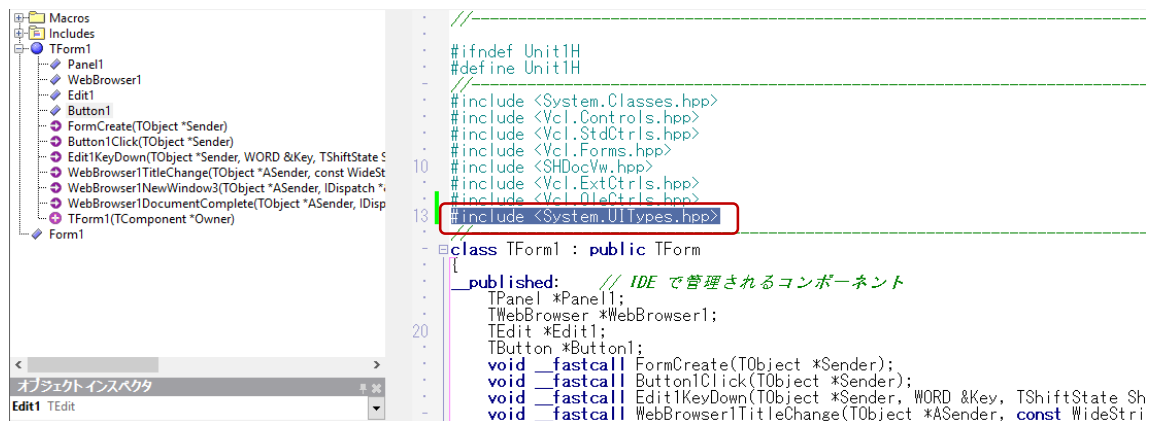 Macros
Includes
TForm1
Panel1
WebBrowser1
Edit1
Button1
FormCreate(TObject *Sender)
Button1Click(TObject *Sender)
Edit1KeyDown(TObject *Sender, WORD &Key, TShiftState S
WebBrowser1TitleChange(TObject *ASender, const WideSt
WebBrowser1NewWindow3(TObject *ASender, IDispatch *
WebBrowser1DocumentComplete(TObject *ASender, IDisp
TForm1(TComponent *Owner)
Form1
オブジェクト インスペクタ
Edit1 TEdit
//
#ifndef Unit1H
#define Unit1H
//
#include <System.Classes.hpp>
#include <Vcl.Controls.hpp>
#include <Vcl.StdCtrls.hpp>
#include <Vcl.Forms.hpp>
10 #include <SHDocVw.hpp>
#include <Vcl.ExtCtrls.hpp>
#include <Vcl.OleCtrls.hpp>
13 #include <System.UITypes.hpp>
//
class TForm1 : public TForm
{
__published: // IDE で管理されるコンポーネント
TPanel *Panel1;
TWebBrowser *WebBrowser1;
20 TEdit *Edit1;
TButton *Button1;
void __fastcall FormCreate(TObject *Sender);
void __fastcall Button1Click(TObject *Sender);
void __fastcall Edit1KeyDown(TObject *Sender, WORD &Key, TShiftState Sh
void __fastcall WebBrowser1TitleChange(TObject *ASender, const WideStri